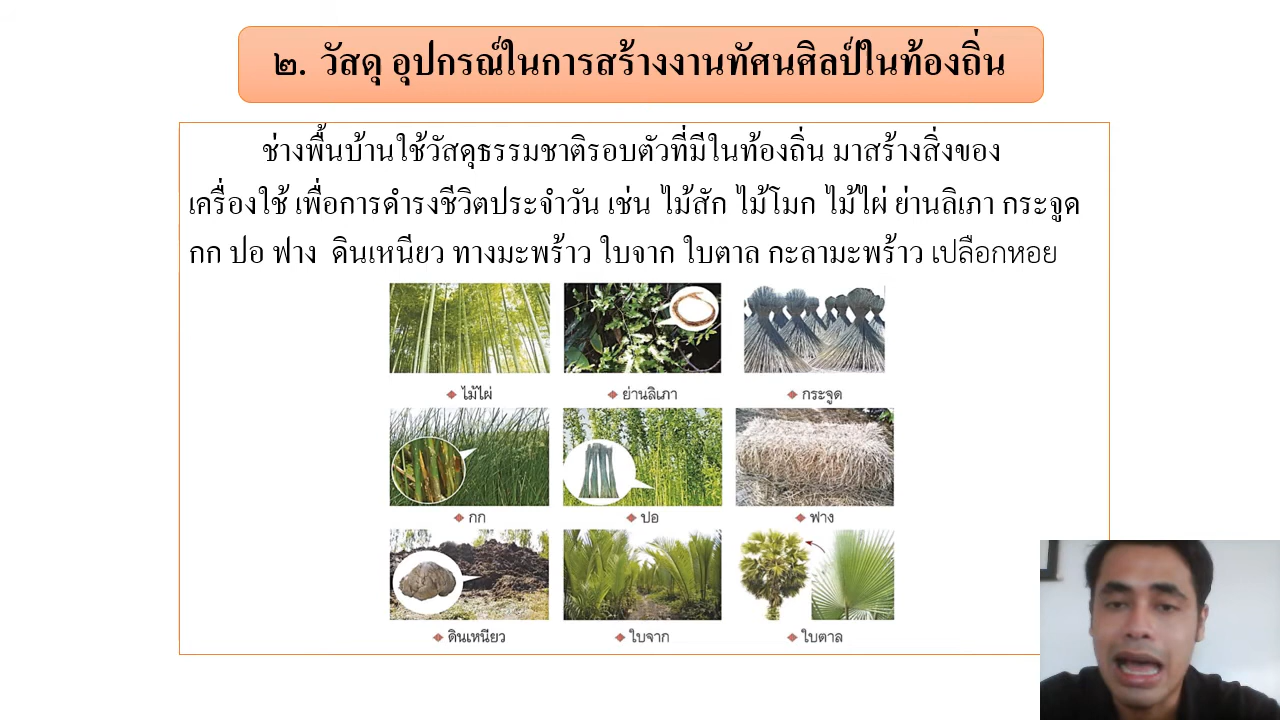 ๒. วัสดุ อุปกรณ์ในการสร้างงานทัศนศิลป์ในท้องถิ่น
ช่างพื้นบ้านใช้วัสดุธรรมชาติรอบตัวที่มีในท้องถิ่น มาสร้างสิ่งของ
เครื่องใช้ เพื่อการดำรงชีวิตประจำวัน เช่น ไม้สัก ไม้โมก ไม้ไผ่ ย่านลิเภา กระจูด
กก ปอ ฟาง ดินเหนียว ทางมะพร้าว ใบจาก ใบตาล กะลามะพร้าว เปลือกหอย
ไม้ไผ่ ย่านลิเภา กระจูด
กก ปอ ฟาง
ดินเหนียว ใบจาก ใบตาล